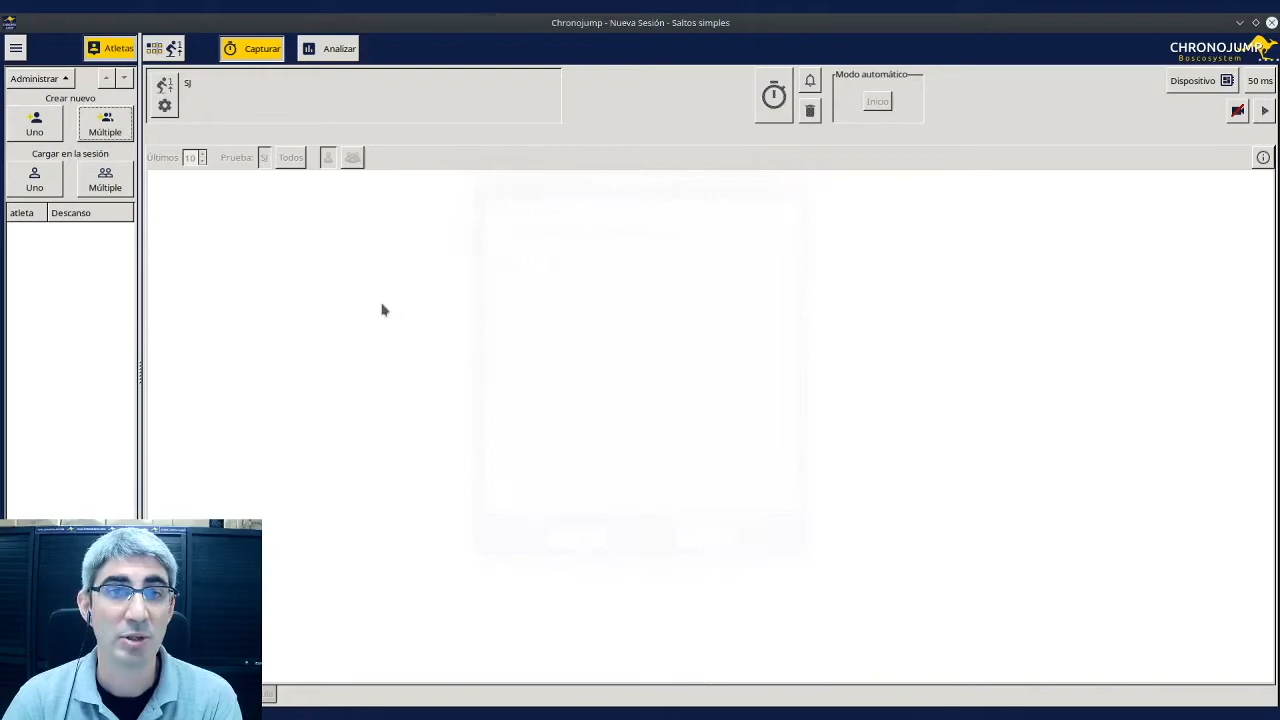 Chronojump - Nueva Sesión - Saltos simples
Atletas
Capturar
Analizar
CHRONOJUMP
Boscosystem
Administrar
Crear nuevo
Uno
Múltiple
Cargar en la sesión
Uno
Múltiple
atleta
Descanso
SJ
Modo automático
Inicio
Dispositivo
50 ms
Últimos
10
Prueba:
SJ
Todos